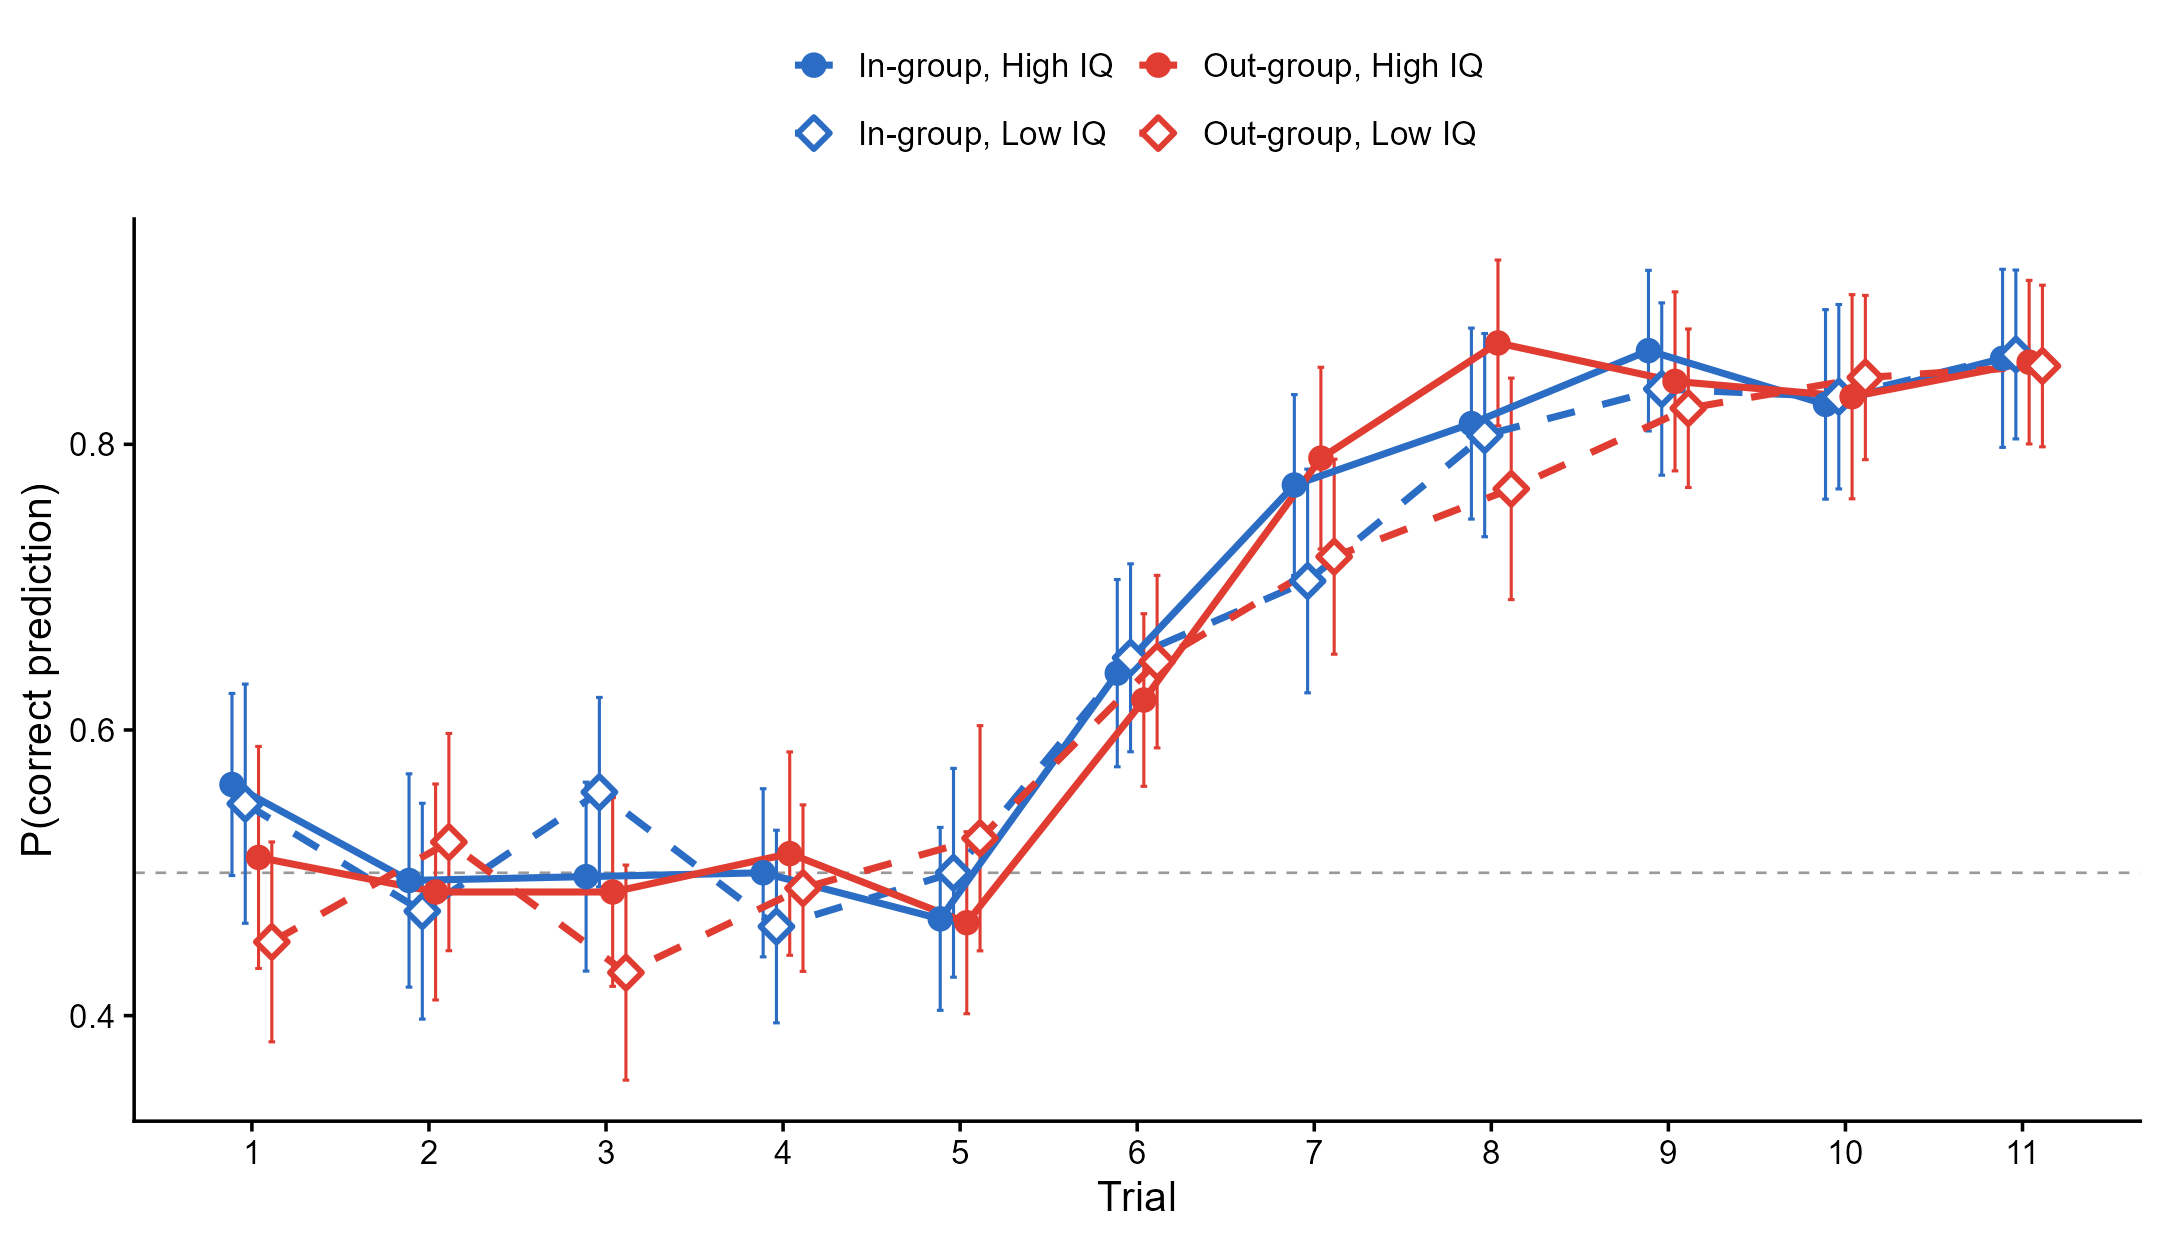 In-group, High IQ Out-group, High IQ
In-group, Low IQ Out-group, Low IQ
P(correct prediction)
0.8
0.6
0.4
1 2 3 4 5 6 7 8 9 10 11
Trial